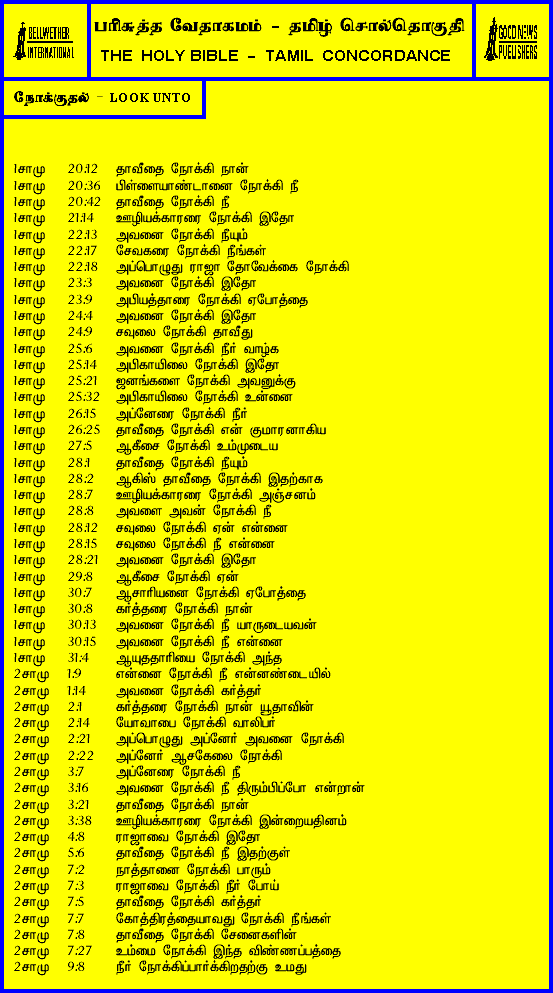 BELLWETHER
INTERNATIONAL
பரிசுத்த வேதாகமம் - தமிழ் சொல்தொகுதி
THE HOLY BIBLE - TAMIL CONCORDANCE
GOOD NEWS
PUBLISHERS
நோக்குதல் - LOOK UNTO
1சாமு 20:12 தாவீதை நோக்கி நான்
1சாமு 20:36 பிள்ளையாண்டானை நோக்கி நீ
1சாமு 20:42 தாவீதை நோக்கி நீ
1சாமு 21:14 ஊழியக்காரரை நோக்கி இதோ
1சாமு 22:13 அவனை நோக்கி நீயும்
1சாமு 22:17 சேவகரை நோக்கி நீங்கள்
1சாமு 22:18 அப்பொழுது ராஜா தோவேக்கை நோக்கி
1சாமு 23:3 அவனை நோக்கி இதோ
1சாமு 23:9 அபியத்தாரை நோக்கி ஏபோத்தை
1சாமு 24:4 அவனை நோக்கி இதோ
1சாமு 24:9 சவுலை நோக்கி தாவீது
1சாமு 25:6 அவனை நோக்கி நீர் வாழ்க
1சாமு 25:14 அபிகாயிலை நோக்கி இதோ
1சாமு 25:21 ஜனங்களை நோக்கி அவனுக்கு
1சாமு 25:32 அபிகாயிலை நோக்கி உன்னை
1சாமு 26:15 அப்னேரை நோக்கி நீர்
1சாமு 26:25 தாவீதை நோக்கி என் குமாரனாகிய
1சாமு 27:5 ஆகீசை நோக்கி உம்முடைய
1சாமு 28:1 தாவீதை நோக்கி நீயும்
1சாமு 28:2 ஆகிஸ் தாவீதை நோக்கி இதற்காக
1சாமு 28:7 ஊழியக்காரரை நோக்கி அஞ்சனம்
1சாமு 28:8 அவளை அவன் நோக்கி நீ
1சாமு 28:12 சவுலை நோக்கி ஏன் என்னை
1சாமு 28:15 சவுலை நோக்கி நீ என்னை
1சாமு 28:21 அவனை நோக்கி இதோ
1சாமு 29:8 ஆகீசை நோக்கி ஏன்
1சாமு 30:7 ஆசாரியனை நோக்கி ஏபோத்தை
1சாமு 30:8 கர்த்தரை நோக்கி நான்
1சாமு 30:13 அவனை நோக்கி நீ யாருடையவன்
1சாமு 30:15 அவனை நோக்கி நீ என்னை
1சாமு 31:4 ஆயுததாரியை நோக்கி அந்த
2சாமு 1:9 என்னை நோக்கி நீ என்னண்டையில்
2சாமு 1:14 அவனை நோக்கி கர்த்தர்
2சாமு 2:1 கர்த்தரை நோக்கி நான் யூதாவின்
2சாமு 2:14 யோவாபை நோக்கி வாலிபர்
2சாமு 2:21 அப்பொழுது அப்னேர் அவனை நோக்கி
2சாமு 2:22 அப்னேர் ஆசகேலை நோக்கி
2சாமு 3:7 அப்னேரை நோக்கி நீ
2சாமு 3:16 அவனை நோக்கி நீ திரும்பிப்போ என்றான்
2சாமு 3:21 தாவீதை நோக்கி நான்
2சாமு 3:38 ஊழியக்காரரை நோக்கி இன்றையதினம்
2சாமு 4:8 ராஜாவை நோக்கி இதோ
2சாமு 5:6 தாவீதை நோக்கி நீ இதற்குள்
2சாமு 7:2 நாத்தானை நோக்கி பாரும்
2சாமு 7:3 ராஜாவை நோக்கி நீர் போய்
2சாமு 7:5 தாவீதை நோக்கி கர்த்தர்
2சாமு 7:7 கோத்திரத்தையாவது நோக்கி நீங்கள்
2சாமு 7:8 தாவீதை நோக்கி சேனைகளின்
2சாமு 7:27 உம்மை நோக்கி இந்த விண்ணப்பத்தை
2சாமு 9:8 நீர் நோக்கிப்பார்க்கிறதற்கு உமது